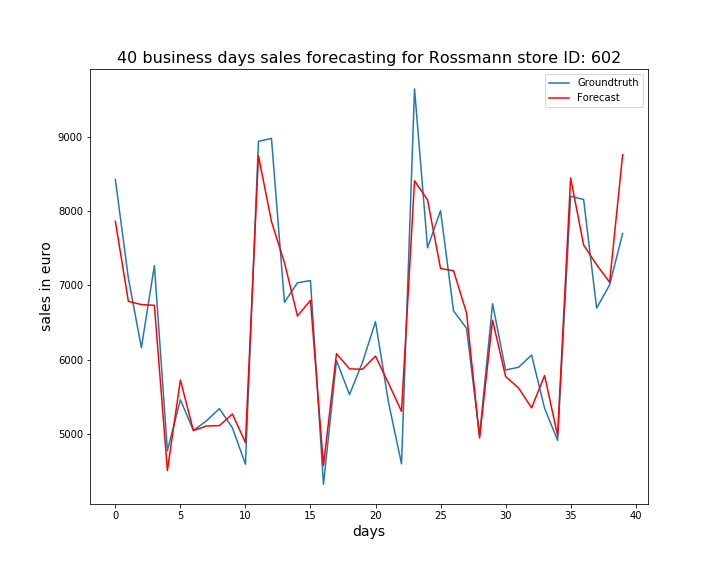 40 business days sales forecasting for Rossmann store ID: 602
Groundtruth
Forecast
sales in euro
9000
8000
7000
6000
5000
0 5 10 15 20 25 30 35 40
days